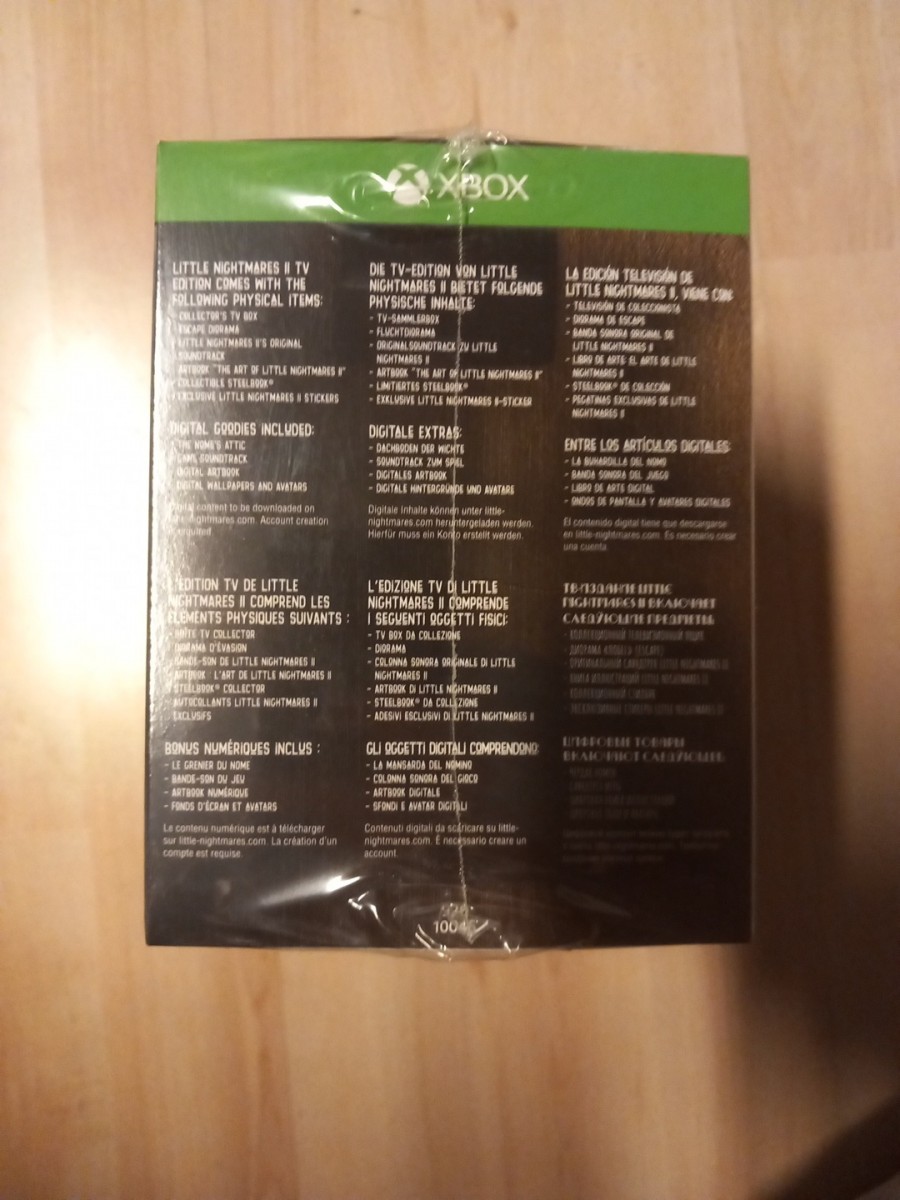 XBOX
LITTLE NIGHTMARES II TV
EDITION COMES WITH THE
FOLLOWING PHYSICAL ITEMS:
- COLLECTOR'S TV BOX
ESCAPE DIORAMA
LITTLE NIGHTMARES II'S ORIGINAL
SOUNDTRACK
ARTBOOK "THE ART OF LITTLE NIGHTMARES II"
COLLECTIBLE STEELBOOK®
EXCLUSIVE LITTLE NIGHTMARES II STICKERS
DIGITAL GOODIES INCLUDED:
- THE NOME'S ATTIC
GAME SOUNDTRACK
DIGITAL ARTBOOK
DIGITAL WALLPAPERS AND AVATARS
Digital content to be downloaded on
little-nightmares.com. Account creation
required.
DIE TV-EDITION VON LITTLE
NIGHTMARES II BIETET FOLGENDE
PHYSISCHE INHALTE:
- TV-SAMMLERBOX
- FLUCHTDIORAMA
- ORIGINALSOUNDTRACK ZU LITTLE
NIGHTMARES II
- ARTBOOK "THE ART OF LITTLE NIGHTMARES II"
- LIMITIERTES STEELBOOK®
- EXKLUSIVE LITTLE NIGHTMARES II-STICKER
DIGITALE EXTRAS:
- DACHBODEN DER WICHTE
- SOUNDTRACK ZUM SPIEL
- DIGITALES ARTBOOK
- DIGITALE HINTERGRÜNDE UND AVATARE
Digitale Inhalte können unter little-
nightmares.com heruntergeladen werden.
Hierfür muss ein Konto erstellt werden.
LA EDICIÓN TELEVISIÓN DE
LITTLE NIGHTMARES II, VIENE CON:
- TELEVISIÓN DE COLECCIONISTA
- DIORAMA DE ESCAPE
- BANDA SONORA ORIGINAL DE
LITTLE NIGHTMARES II
- LIBRO DE ARTE: EL ARTE DE LITTLE
NIGHTMARES II
- STEELBOOK® DE COLECCIÓN
- PEGATINAS EXCLUSIVAS DE LITTLE
NIGHTMARES II
ENTRE LOS ARTÍCULOS DIGITALES:
- LA BUHARDILLA DEL NOMO
- BANDA SONORA DEL JUEGO
- LIBRO DE ARTE DIGITAL
- ONDOS DE PANTALLA Y AVATARES DIGITALES
El contenido digital tiene que descargarse
en little-nightmares.com. Es necesario crear
una cuenta.
L'ÉDITION TV DE LITTLE
NIGHTMARES II COMPREND LES
ÉLÉMENTS PHYSIQUES SUIVANTS :
BOÎTE TV COLLECTOR
DIORAMA D'ÉVASION
BANDE-SON DE LITTLE NIGHTMARES II
ARTBOOK : L'ART DE LITTLE NIGHTMARES II
STEELBOOK® COLLECTOR
AUTOCOLLANTS LITTLE NIGHTMARES II
EXCLUSIFS
BONUS NUMÉRIQUES INCLUS :
- LE GRENIER DU NOME
- BANDE-SON DU JEU
- ARTBOOK NUMÉRIQUE
- FONDS D'ÉCRAN ET AVATARS
Le contenu numérique est à télécharger
sur little-nightmares.com. La création d'un
compte est requise.
L'EDIZIONE TV DI LITTLE
NIGHTMARES II COMPRENDE
I SEGUENTI OGGETTI FISICI:
- TV BOX DA COLLEZIONE
- DIORAMA
- COLONNA SONORA ORIGINALE DI LITTLE
NIGHTMARES II
- ARTBOOK DI LITTLE NIGHTMARES II
- STEELBOOK® DA COLLEZIONE
- ADESIVI ESCLUSIVI DI LITTLE NIGHTMARES II
GLI OGGETTI DIGITALI COMPRENDONO:
- LA MANSARDA DEL NOMINO
- COLONNA SONORA DEL GIOCO
- ARTBOOK DIGITALE
- SFONDI E AVATAR DIGITALI
Contenuti digitali da scaricare su little-
nightmares.com. È necessario creare un
account.
ТВ-ИЗДАНИЕ LITTLE
NIGHTMARES II ВКЛЮЧАЕТ
СЛЕДУЮЩИЕ ПРЕДМЕТЫ:
- КОЛЛЕКЦИОННЫЙ ТЕЛЕВИЗИОННЫЙ ЯЩИК
ЦИФРОВЫЕ ТОВАРЫ
ВКЛЮЧАЮТ СЛЕДУЮЩЕЕ: